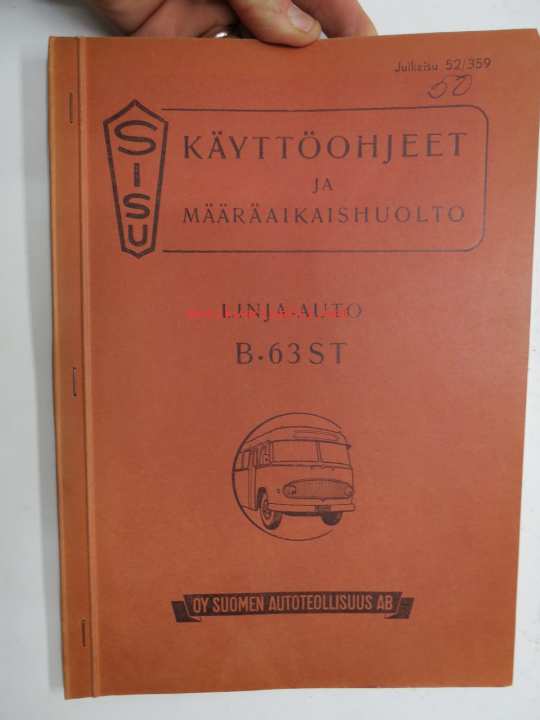 Julkaisu 52/359
50
SISU
KÄYTTÖOHJEET
JA
MÄÄRÄAIKAISHUOLTO
LINJA-AUTO
B-63ST
OY SUOMEN AUTOTEOLLISUUS AB